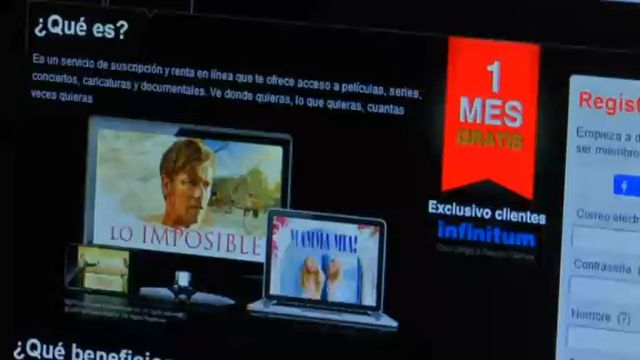 ¿Qué es?
Es un servicio de suscripción y renta en línea que te ofrece acceso a películas, series,
conciertos, caricaturas y documentales. Ve donde quieras, lo que quieras, cuantas
veces quieras
1
MES
GRATIS
Exclusivo clientes
infinitum
LO IMPOSIBLE
MAMMA MIA!
Regist
Empieza a d
ser miembro
f
Correo electr
Contraseña
Nombre (?)
¿Qué benefici